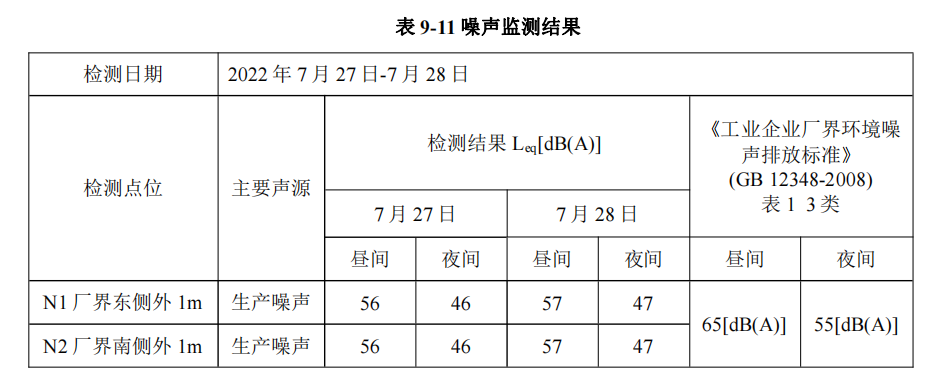 表 9-11 噪声监测结果
检测日期 2022 年 7 月 27 日-7 月 28 日
检测点位 主要声源 检测结果 Leq[dB(A)] 《工业企业厂界环境噪
声排放标准》
(GB 12348-2008)
表 1 3 类
7 月 27 日 7 月 28 日
昼间 夜间 昼间 夜间 昼间 夜间
N1 厂界东侧外 1m 生产噪声 56 46 57 47 65[dB(A)] 55[dB(A)]
N2 厂界南侧外 1m 生产噪声 56 46 57 47